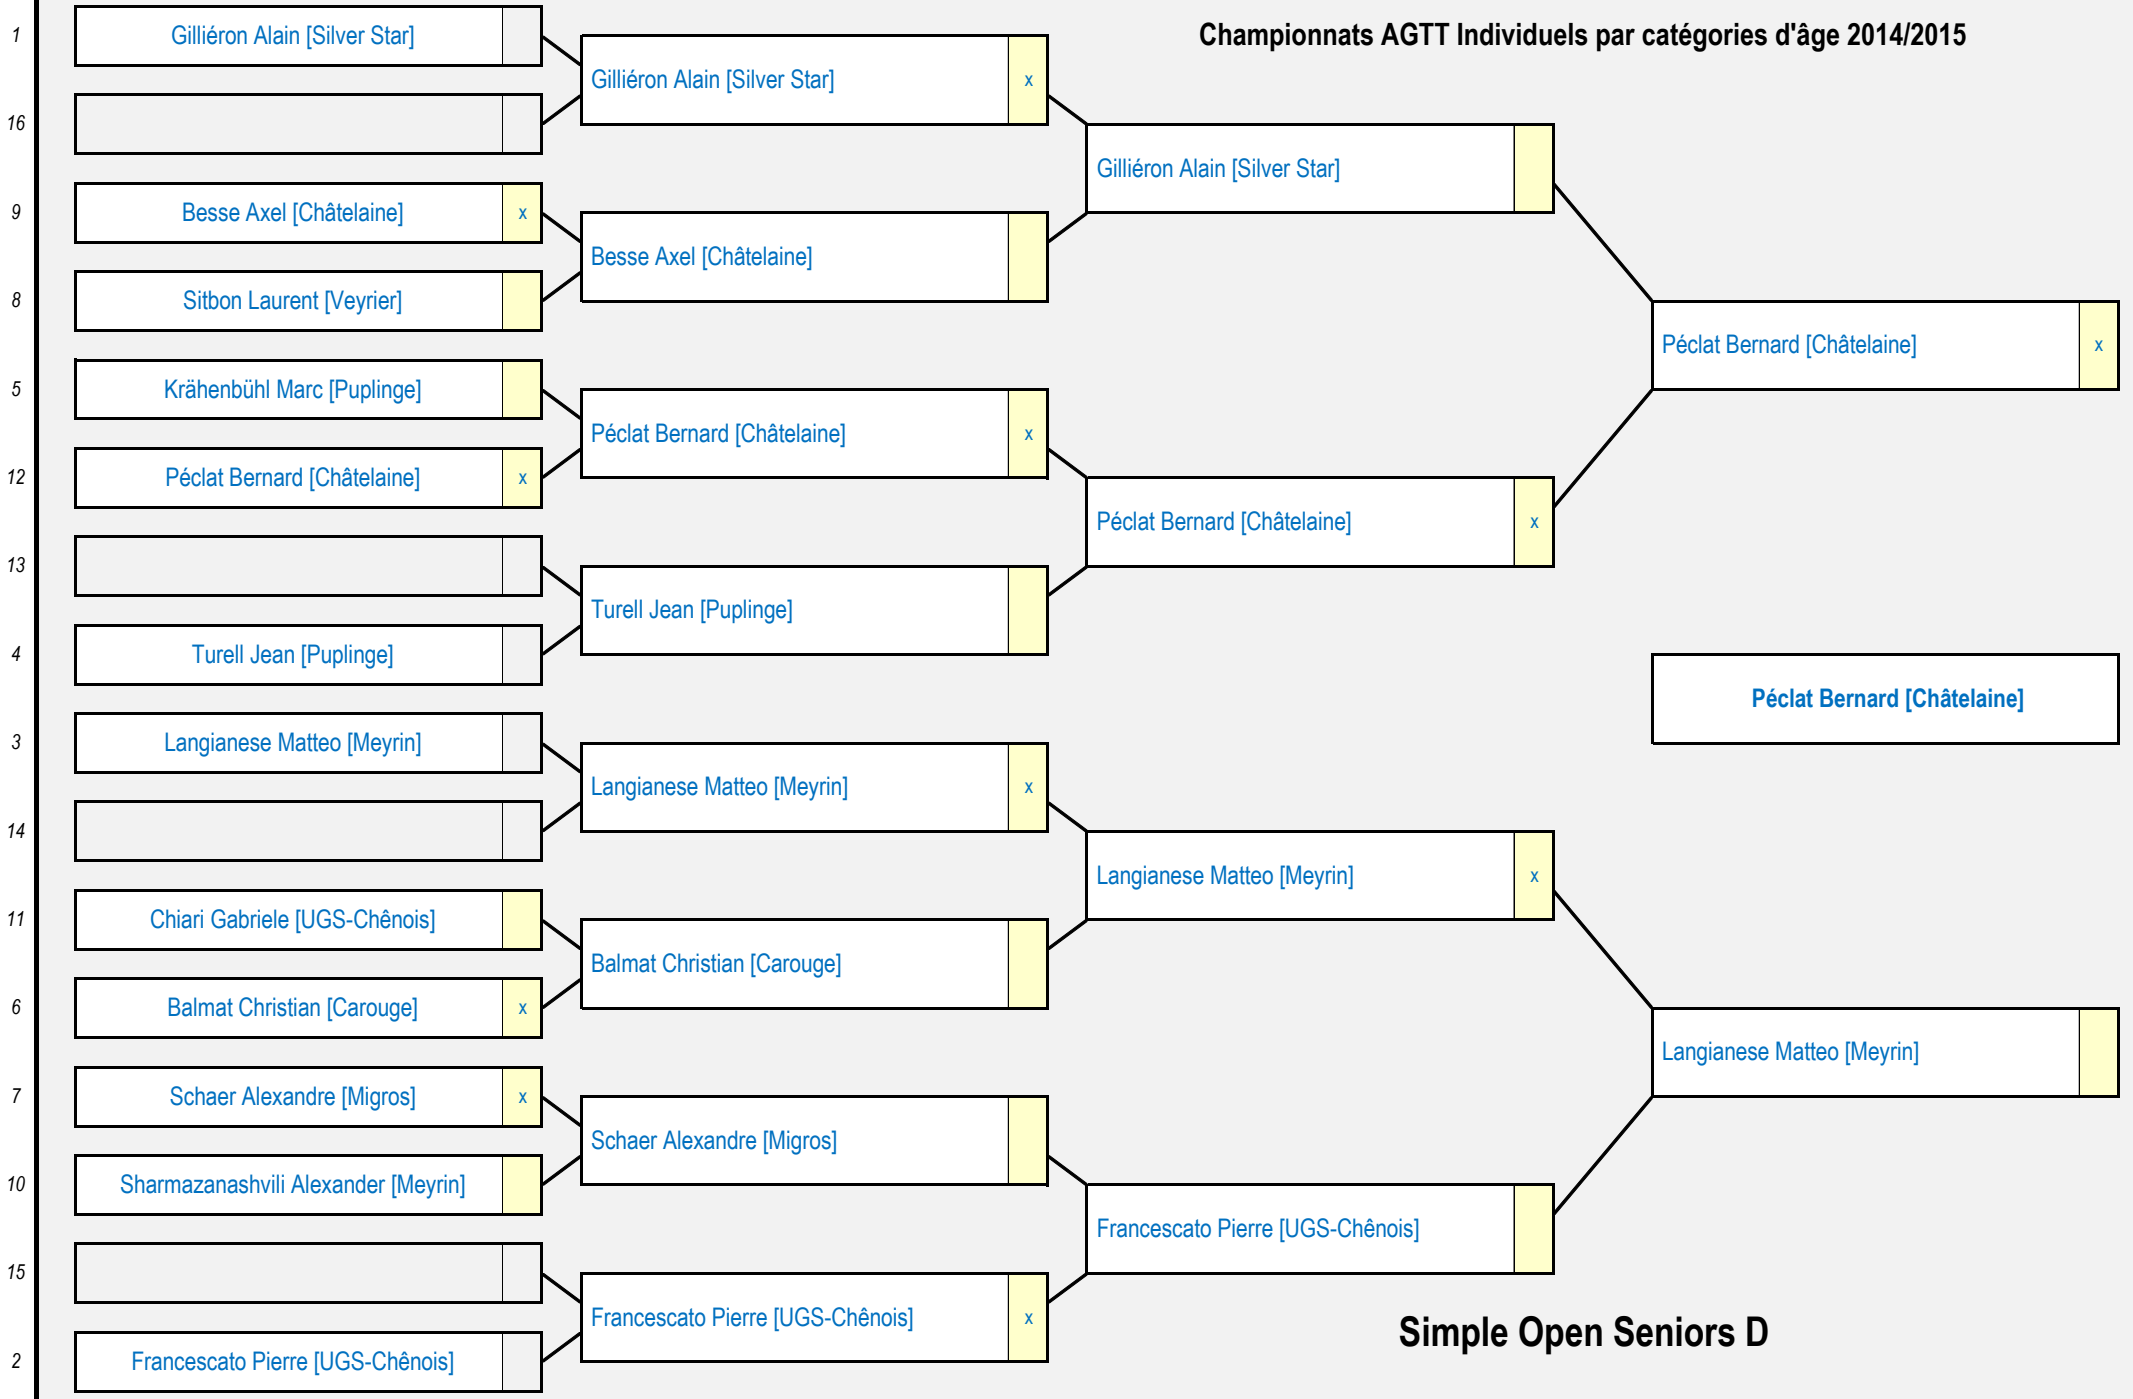 Championnats AGTT Individuels par catégories d'âge 2014/2015
1
Gilliéron Alain [Silver Star]
16
9
Besse Axel [Châtelaine] x
8
Sitbon Laurent [Veyrier]
5
Krähenbühl Marc [Puplinge]
12
Péclat Bernard [Châtelaine] x
13
4
Turell Jean [Puplinge]
3
Langianese Matteo [Meyrin]
14
11
Chiari Gabriele [UGS-Chênois]
6
Balmat Christian [Carouge] x
7
Schaer Alexandre [Migros] x
10
Sharmazanashvili Alexander [Meyrin]
15
2
Francescato Pierre [UGS-Chênois]
Gilliéron Alain [Silver Star] x
Besse Axel [Châtelaine]
Péclat Bernard [Châtelaine] x
Turell Jean [Puplinge]
Langianese Matteo [Meyrin] x
Balmat Christian [Carouge]
Schaer Alexandre [Migros]
Francescato Pierre [UGS-Chênois] x
Gilliéron Alain [Silver Star]
Péclat Bernard [Châtelaine] x
Langianese Matteo [Meyrin] x
Francescato Pierre [UGS-Chênois]
Péclat Bernard [Châtelaine] x
Langianese Matteo [Meyrin]
Péclat Bernard [Châtelaine]
Simple Open Seniors D